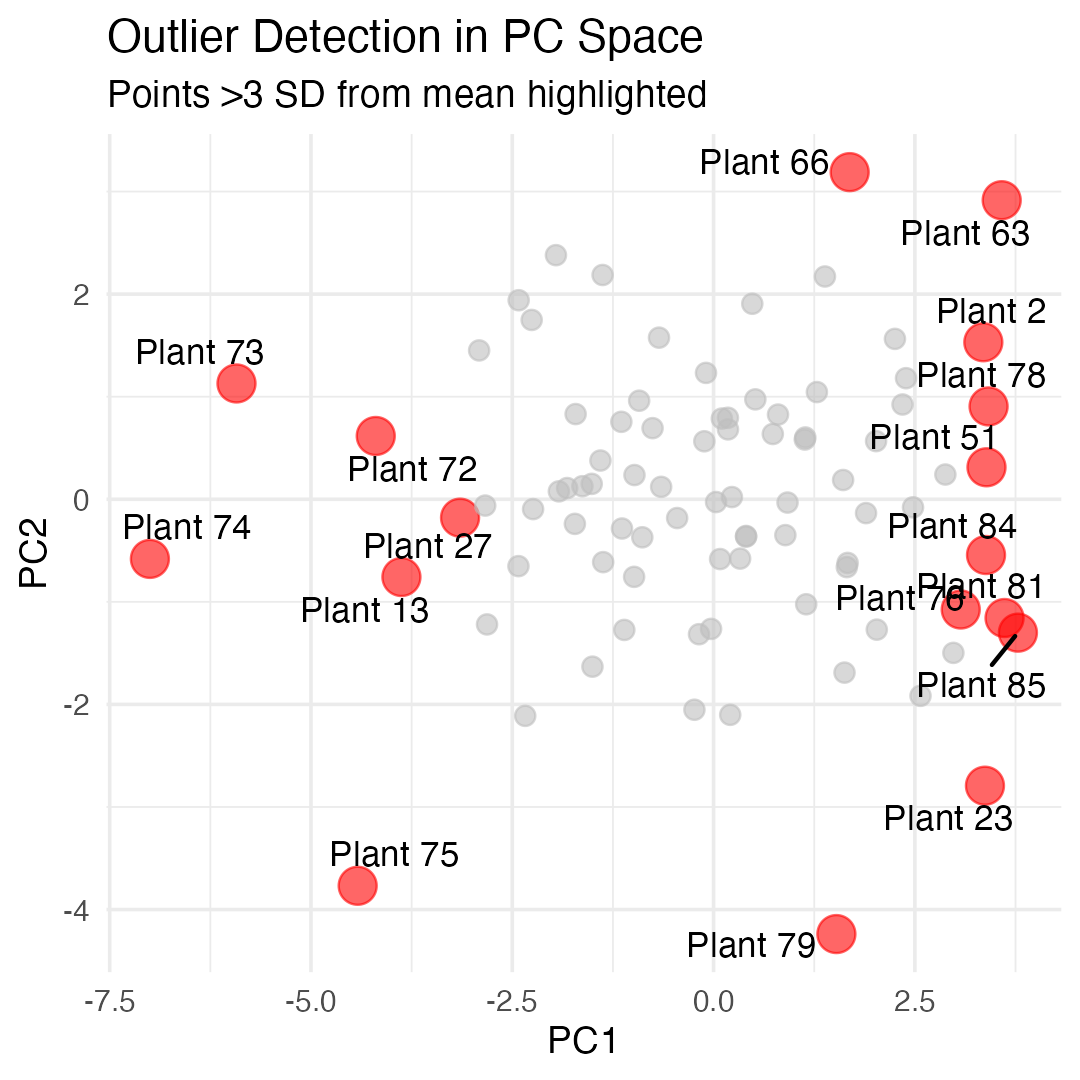 Outlier Detection in PC Space
Points >3 SD from mean highlighted
Plant 66
Plant 63
Plant 2
Plant 73
Plant 78
Plant 51
Plant 72
Plant 74
Plant 84
Plant 27
Plant 81
Plant 76
Plant 13
Plant 85
Plant 23
Plant 75
Plant 79
2
0
-2
-4
PC2
-7.5
-5.0
-2.5
0.0
2.5
PC1